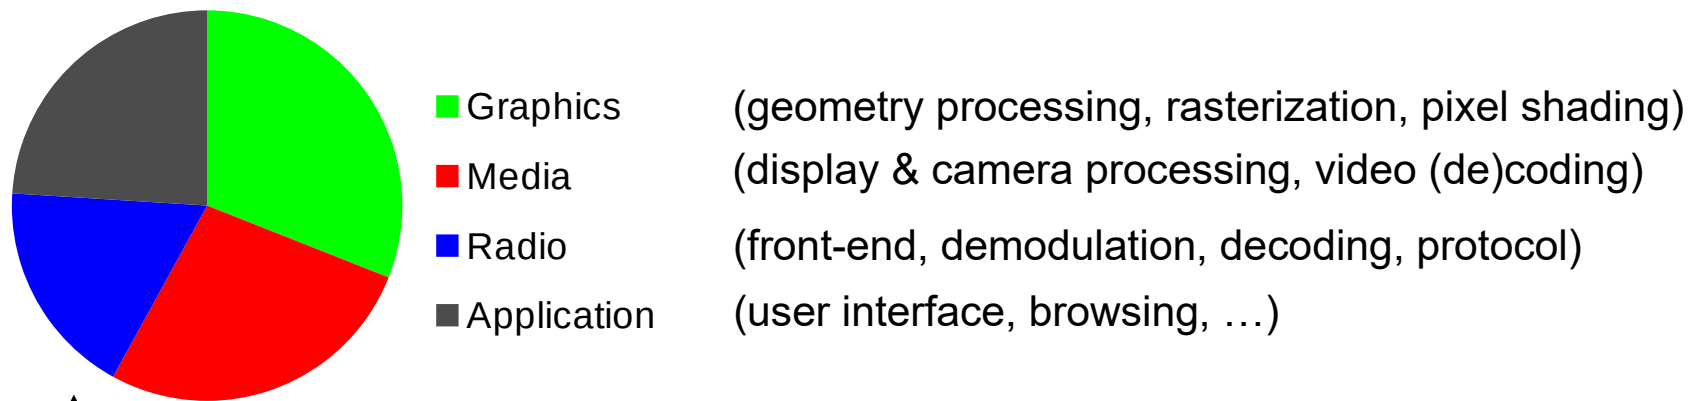 Graphics (geometry processing, rasterization, pixel shading)
Media (display & camera processing, video (de)coding)
Radio (front-end, demodulation, decoding, protocol)
Application (user interface, browsing, …)